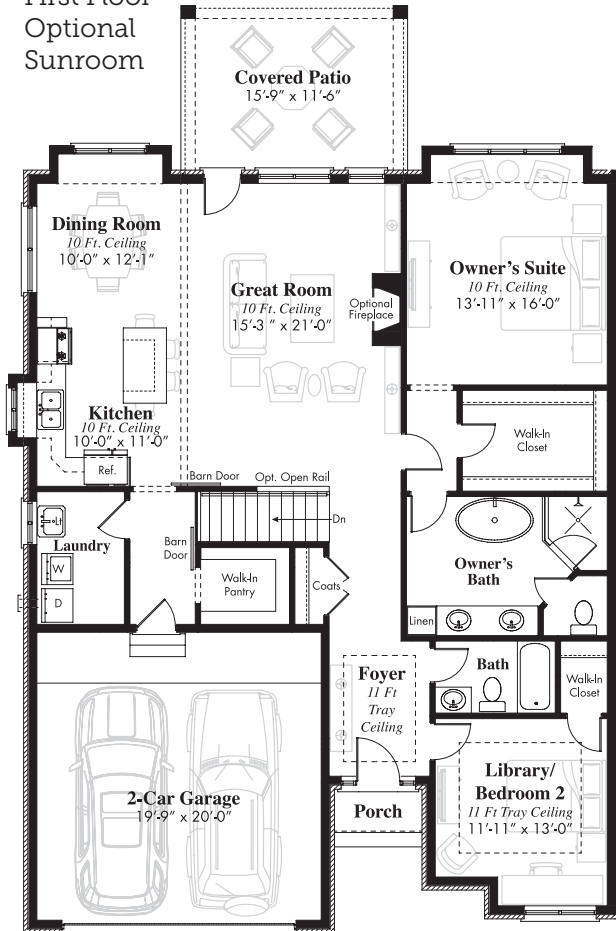 First Floor
Optional
Sunroom
Covered Patio
15'-9" x 11'-6"
Dining Room
10 Ft. Ceiling
10'-0" x 12'-1"
Great Room
10 Ft. Ceiling
15'-3" x 21'-0"
Optional
Fireplace
Owner's Suite
10 Ft. Ceiling
13'-11" x 16'-0"
Kitchen
10 Ft. Ceiling
10'-0" x 11'-0"
Ref.
Walk-In
Closet
Barn Door
Opt. Open Rail
Lt
Laundry
W
D
Barn
Door
Dn
Walk-In
Pantry
Coats
Owner's
Bath
Linen
Foyer
11 Ft
Tray
Ceiling
Bath
Walk-In
Closet
2-Car Garage
19'-9" x 20'-0"
Porch
Library/
Bedroom 2
11 Ft Tray Ceiling
11'-11" x 13'-0"